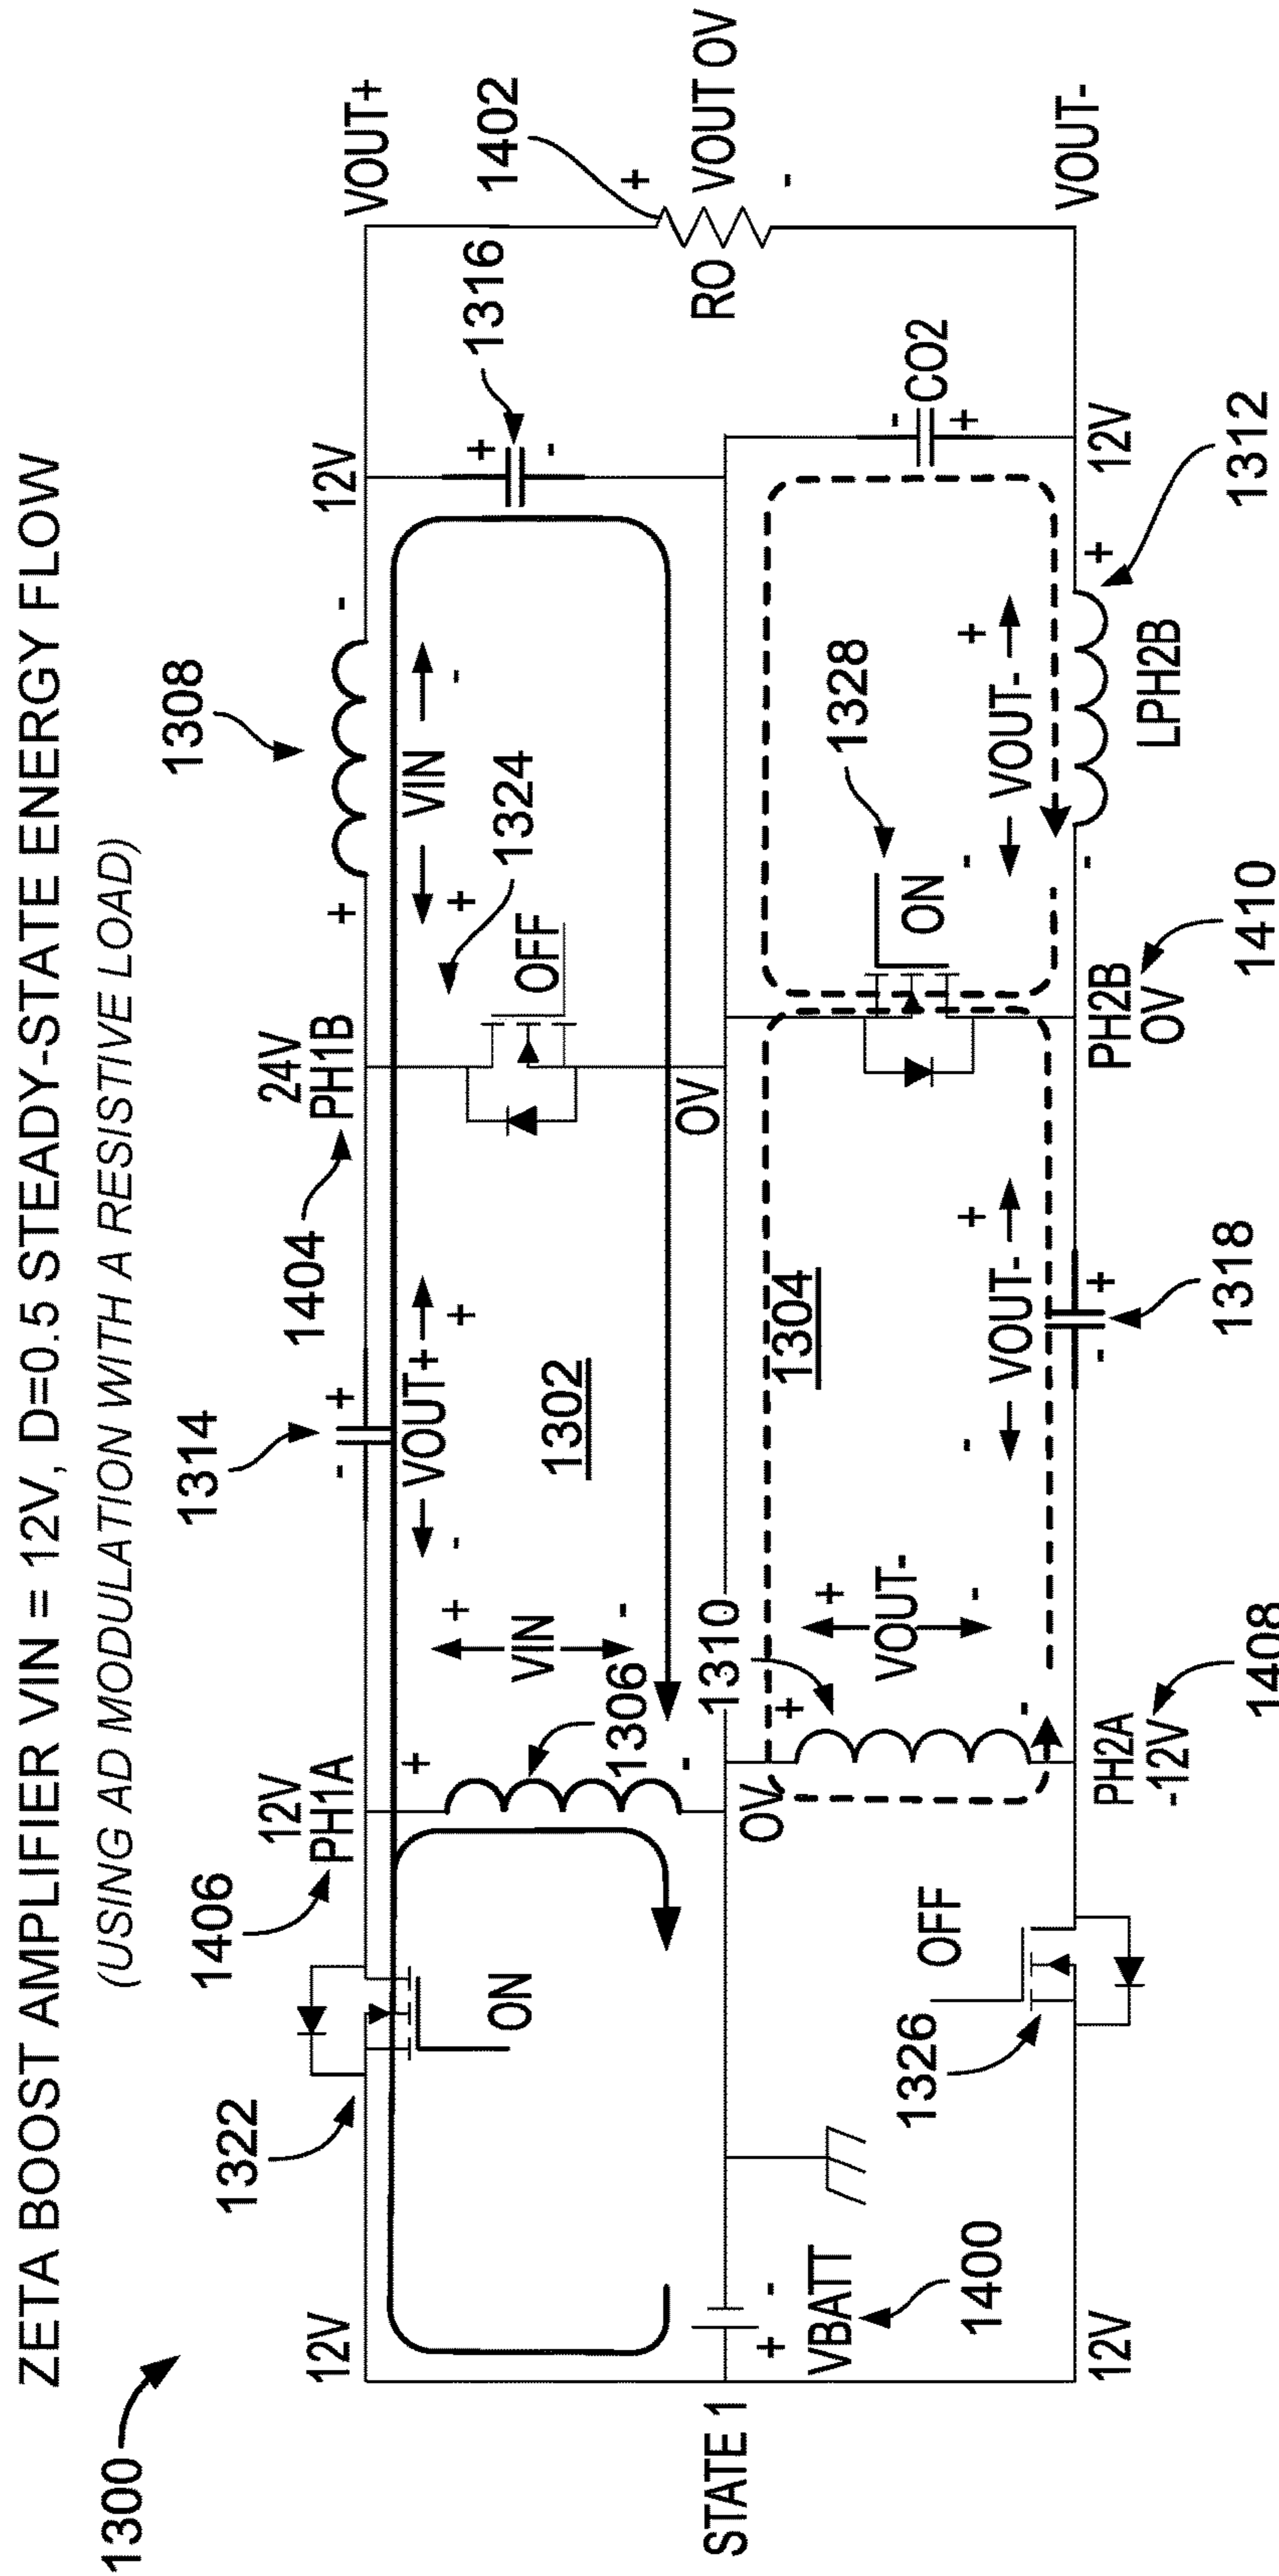 ZETA BOOST AMPLIFIER VIN = 12V, D=0.5 STEADY-STATE ENERGY FLOW
(USING AD MODULATION WITH A RESISTIVE LOAD)
1300
1322
1406
1314
1404
1308
12V
12V
PH1A
24V
PH1B
12V
VOUT+
- +
+ -
+
-
1316
1402
ON
+
VIN
-
- VOUT+ +
+ VIN -
1324
OFF
1306
+
-
1302
STATE 1
0V
0V
1310
+ -
VBATT
1400
RO
+
VOUT 0V
-
1304
1328
ON
-
CO2
+
1326
OFF
+
-
+
VOUT-
-
- VOUT- +
- VOUT- +
12V
PH2A
-12V
- +
PH2B
0V
- +
LPH2B
12V
VOUT-
1408
1318
1410
1312